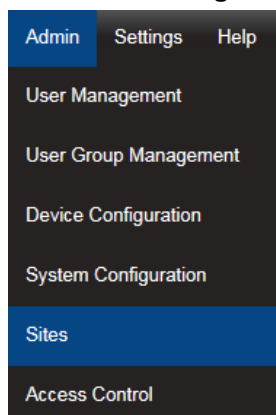 Admin Settings Help
User Management
User Group Management
Device Configuration
System Configuration
Sites
Access Control